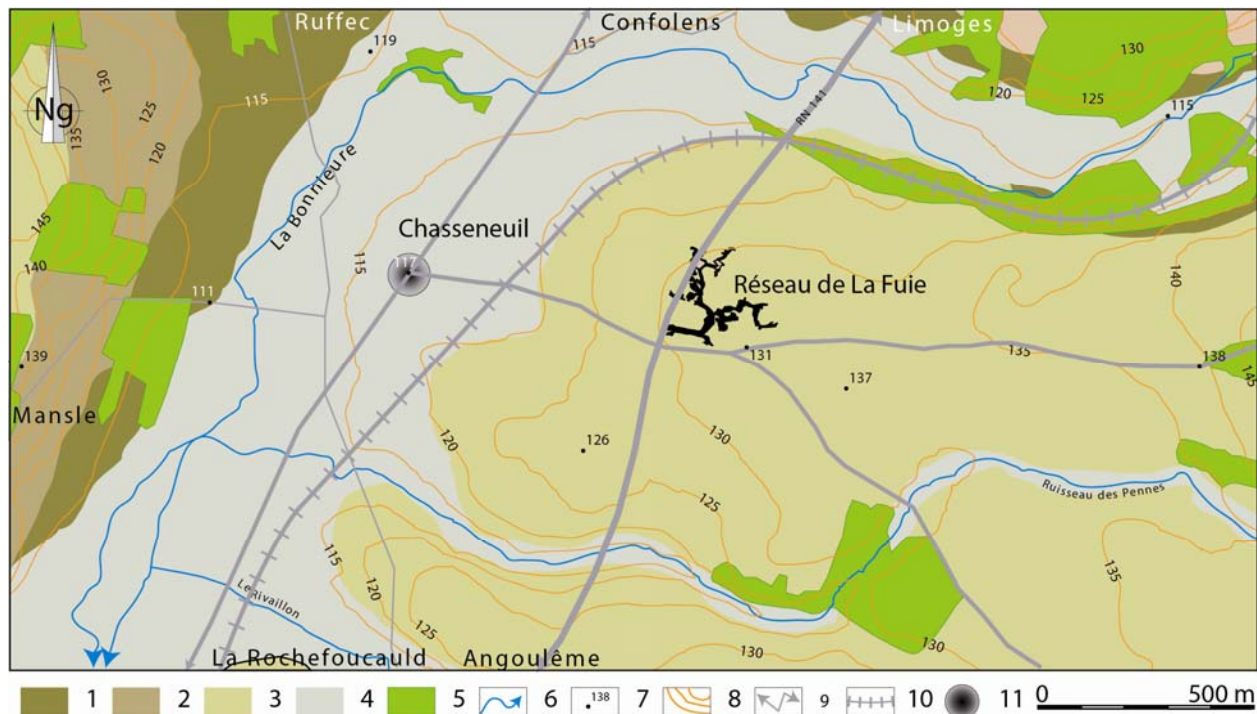 Ruffec
Confolens
Limoges
119
115
130
130
125
120
115
Ng
135
125
120
115
RN 141
La Bonnieure
Chasseneuil
117
115
145
140
111
139
Mansle
Réseau de La Fuie
140
131
135
138
145
137
126
120
130
125
Ruisseau des Pennes
115
120
125
135
130
130
Le Rivaillon
La Rochefoucauld
Angoulême
1 2 3 4 5 6 138 7 8 9 10 11 0 500 m